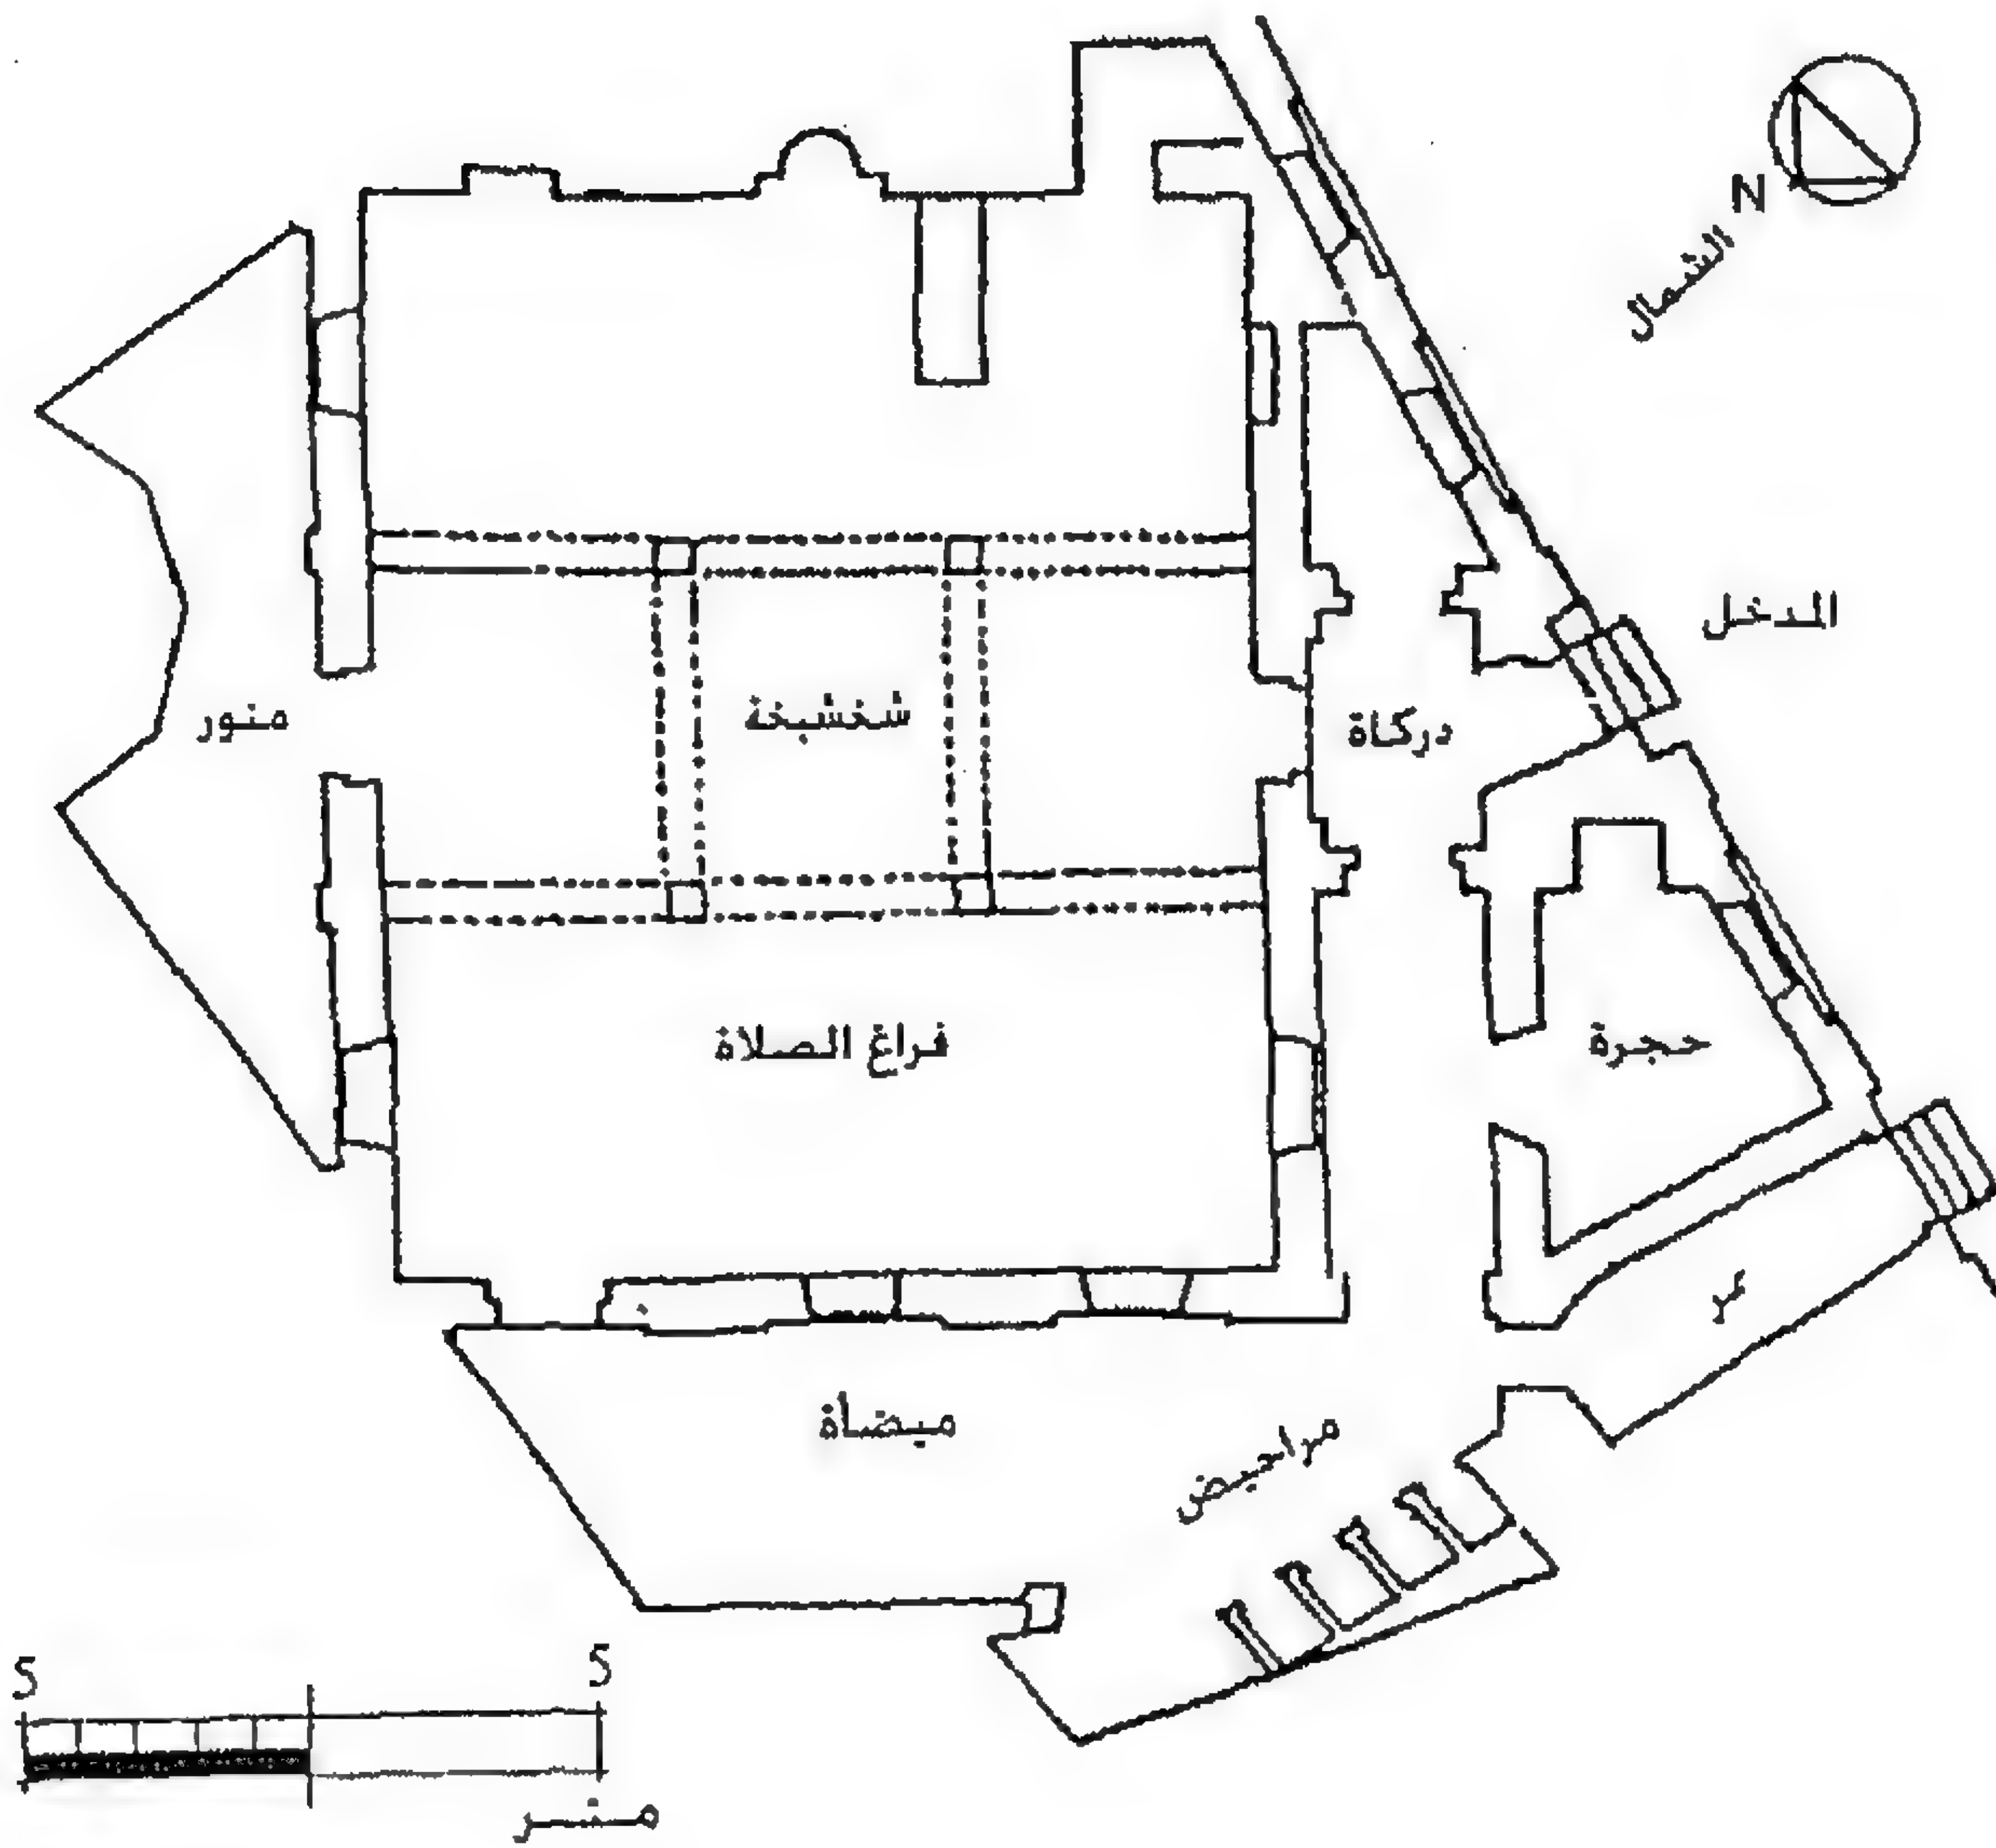 N
الشمال
المدخل
منور
شخشيخة
دركاة
فراغ الصلاة
حجرة
ممر
ميضأة
مراحيض
5 5
متر